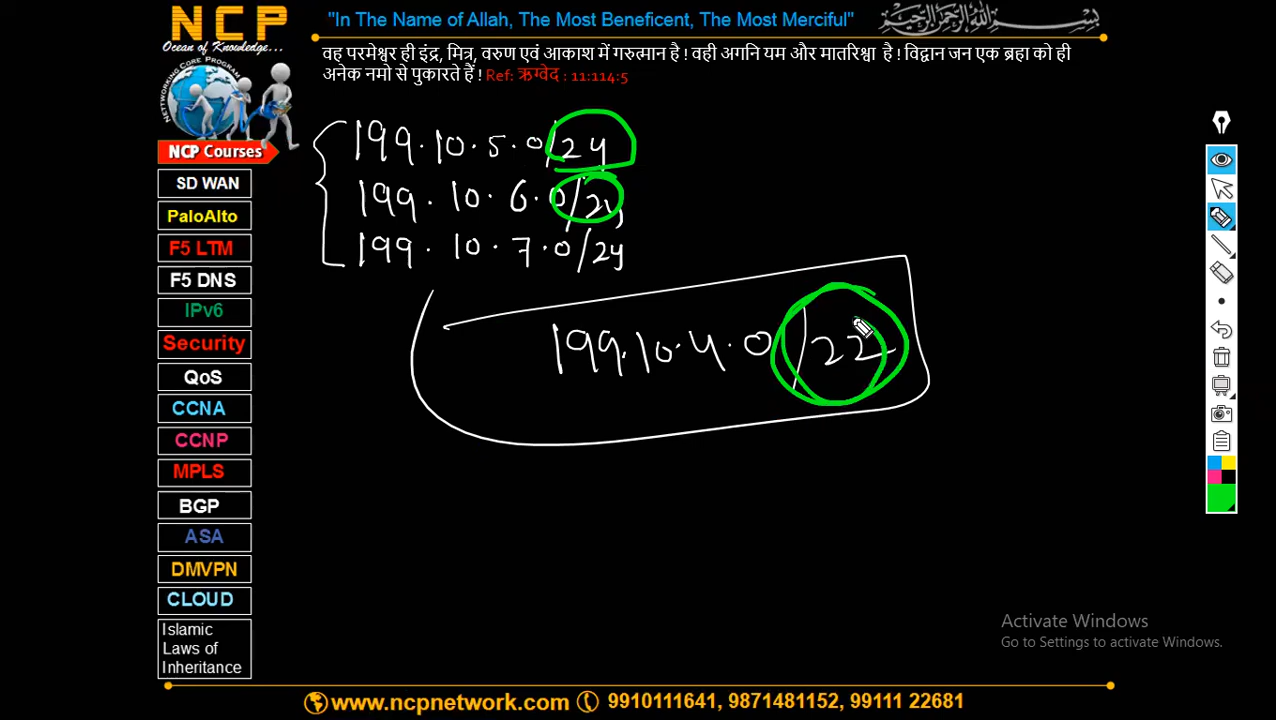 NCP
Ocean of Knowledge...
NETTWORKING CORE PROGRAM
"In The Name of Allah, The Most Beneficent, The Most Merciful"
वह परमेश्वर ही इंद्र, मित्र, वरुण एवं आकाश में गरुत्मान है ! वही अगनि यम और मातरिश्वा है ! विद्वान जन एक ब्रहा को ही
अनेक नमो से पुकारते हैं ! Ref: ऋग्वेद : 11:114:5
NCP Courses
SD WAN
PaloAlto
F5 LTM
F5 DNS
IPv6
Security
QoS
CCNA
CCNP
MPLS
BGP
ASA
DMVPN
CLOUD
Islamic
Laws of
Inheritance
199.10.5.0/24
199.10.6.0/24
199.10.7.0/24
199.10.4.0/22
Activate Windows
Go to Settings to activate Windows.
www.ncpnetwork.com 9910111641, 9871481152, 99111 22681